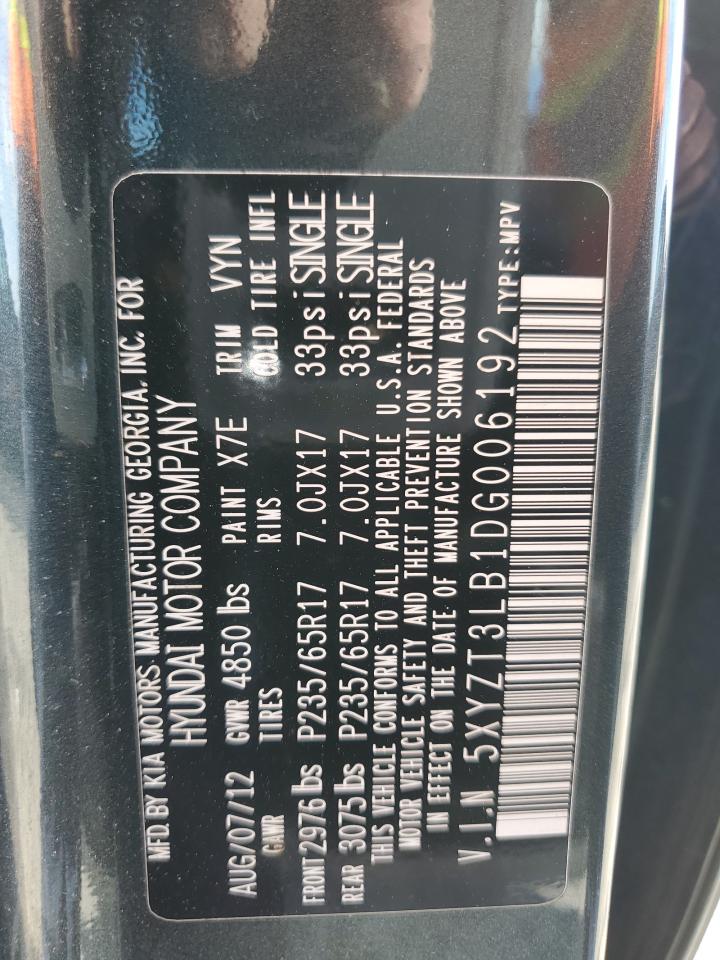 MFD. BY KIA MOTORS MANUFACTURING GEORGIA, INC. FOR
HYUNDAI MOTOR COMPANY
AUG/07/12 GVWR 4850 lbs PAINT X7E TRIM VYN
GAWR TIRES RIMS COLD TIRE INFL
FRONT 2976 lbs P235/65R17 7.0JX17 33psi SINGLE
REAR 3075 lbs P235/65R17 7.0JX17 33psi SINGLE
THIS VEHICLE CONFORMS TO ALL APPLICABLE U.S.A. FEDERAL
MOTOR VEHICLE SAFETY AND THEFT PREVENTION STANDARDS
IN EFFECT ON THE DATE OF MANUFACTURE SHOWN ABOVE
V.I.N 5XYZT3LB1DG006192 TYPE:MPV